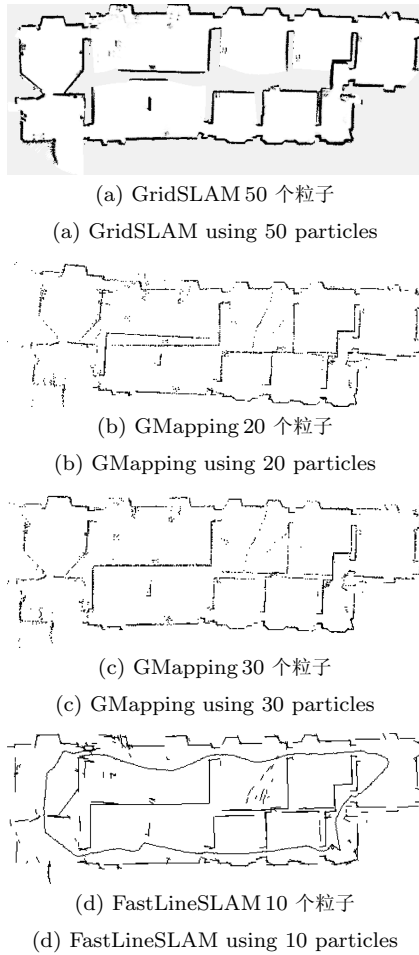 (a) GridSLAM 50 个粒子
(a) GridSLAM using 50 particles
(b) GMapping 20 个粒子
(b) GMapping using 20 particles
(c) GMapping 30 个粒子
(c) GMapping using 30 particles
(d) FastLineSLAM 10 个粒子
(d) FastLineSLAM using 10 particles